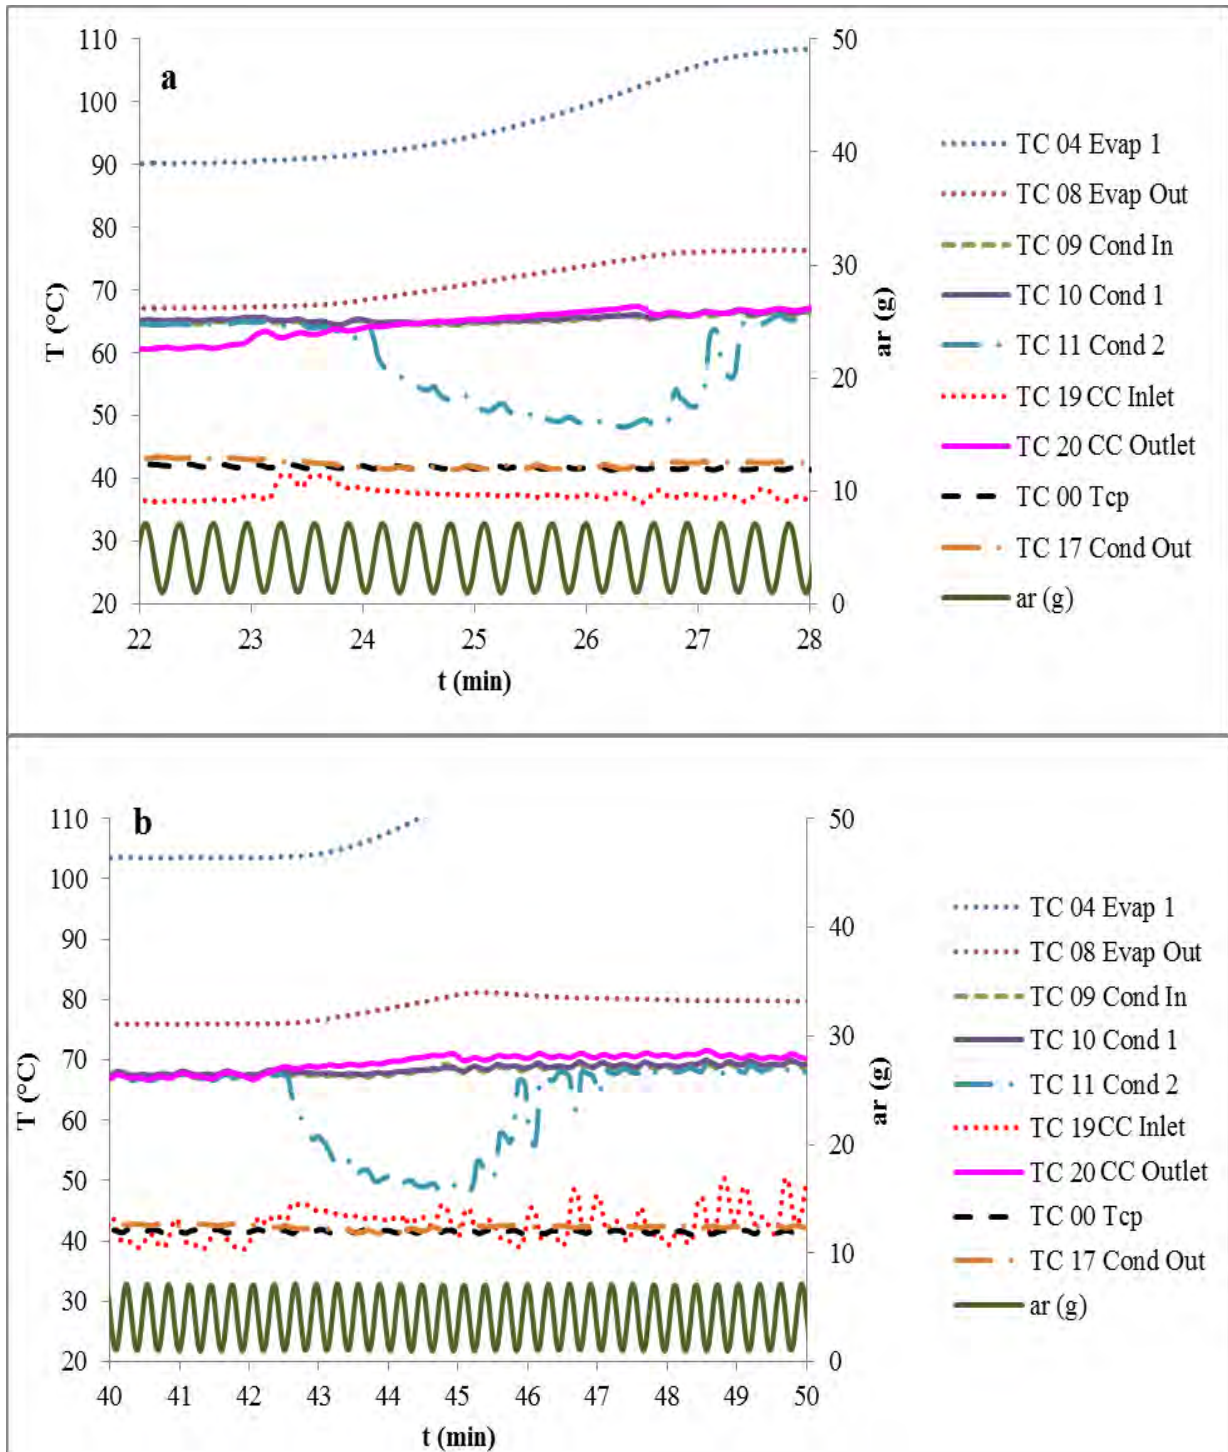 a
110
100
90
80
70
60
50
40
30
20
T (°C)
50
40
30
20
10
0
ar (g)
22 23 24 25 26 27 28
t (min)
TC 04 Evap 1
TC 08 Evap Out
TC 09 Cond In
TC 10 Cond 1
TC 11 Cond 2
TC 19 CC Inlet
TC 20 CC Outlet
TC 00 Tcp
TC 17 Cond Out
ar (g)
b
110
100
90
80
70
60
50
40
30
20
T (°C)
50
40
30
20
10
0
ar (g)
40 41 42 43 44 45 46 47 48 49 50
t (min)
TC 04 Evap 1
TC 08 Evap Out
TC 09 Cond In
TC 10 Cond 1
TC 11 Cond 2
TC 19 CC Inlet
TC 20 CC Outlet
TC 00 Tcp
TC 17 Cond Out
ar (g)